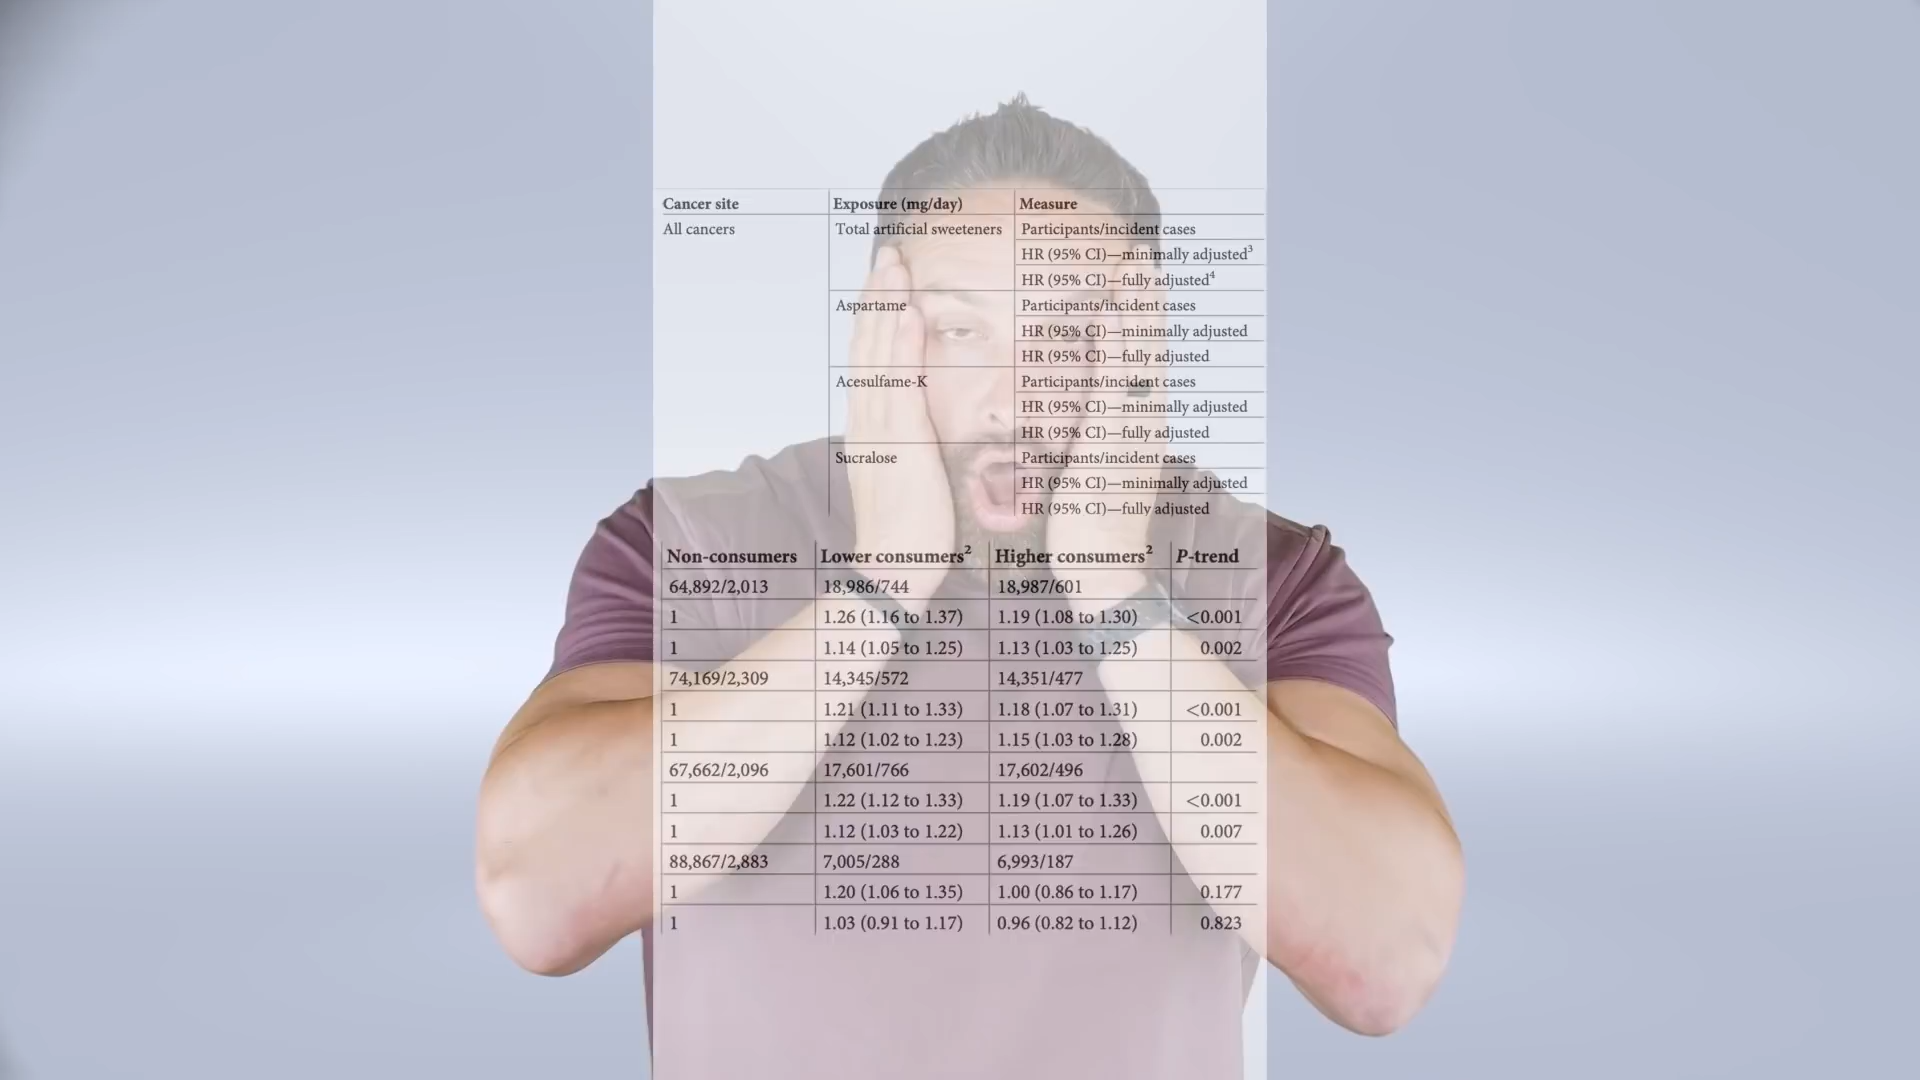 Cancer site Exposure (mg/day) Measure
All cancers Total artificial sweeteners Participants/incident cases
HR (95% CI)—minimally adjusted³
HR (95% CI)—fully adjusted⁴
Aspartame Participants/incident cases
HR (95% CI)—minimally adjusted
HR (95% CI)—fully adjusted
Acesulfame-K Participants/incident cases
HR (95% CI)—minimally adjusted
HR (95% CI)—fully adjusted
Sucralose Participants/incident cases
HR (95% CI)—minimally adjusted
HR (95% CI)—fully adjusted
Non-consumers Lower consumers² Higher consumers² P-trend
64,892/2,013 18,986/744 18,987/601
1 1.26 (1.16 to 1.37) 1.19 (1.08 to 1.30) <0.001
1 1.14 (1.05 to 1.25) 1.13 (1.03 to 1.25) 0.002
74,169/2,309 14,345/572 14,351/477
1 1.21 (1.11 to 1.33) 1.18 (1.07 to 1.31) <0.001
1 1.12 (1.02 to 1.23) 1.15 (1.03 to 1.28) 0.002
67,662/2,096 17,601/766 17,602/496
1 1.22 (1.12 to 1.33) 1.19 (1.07 to 1.33) <0.001
1 1.12 (1.03 to 1.22) 1.13 (1.01 to 1.26) 0.007
88,867/2,883 7,005/288 6,993/187
1 1.20 (1.06 to 1.35) 1.00 (0.86 to 1.17) 0.177
1 1.03 (0.91 to 1.17) 0.96 (0.82 to 1.12) 0.823